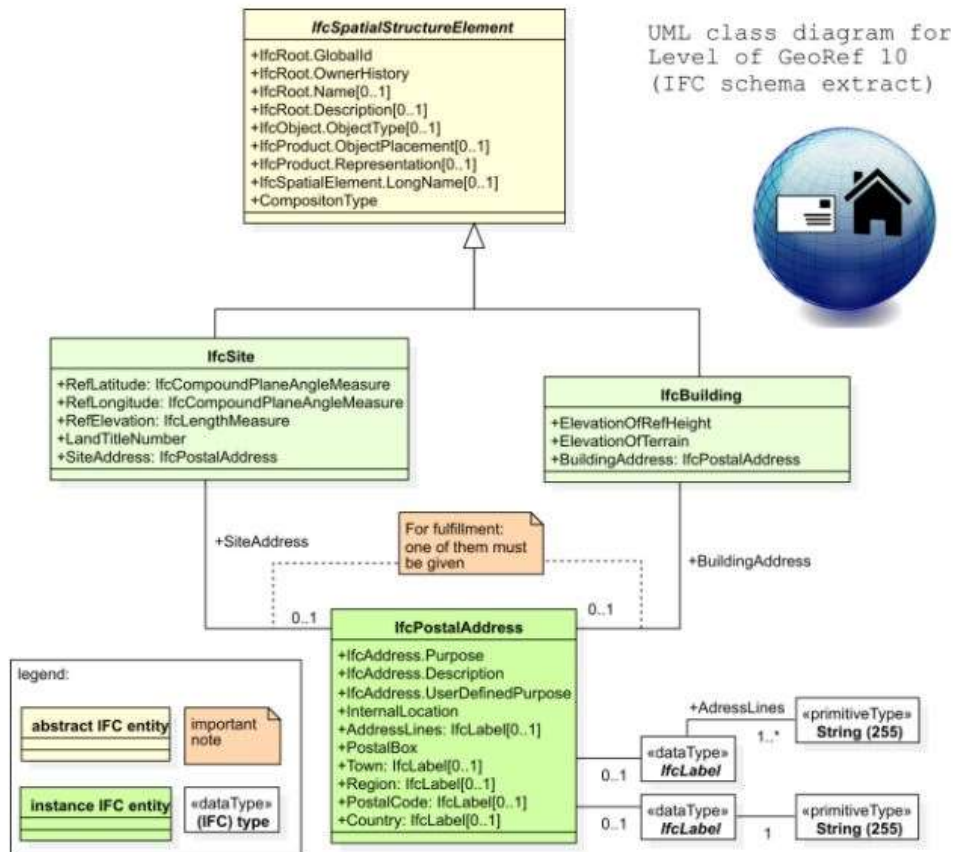 IfcSpatialStructureElement
+IfcRoot.GlobalId
+IfcRoot.OwnerHistory
+IfcRoot.Name[0..1]
+IfcRoot.Description[0..1]
+IfcObject.ObjectType[0..1]
+IfcProduct.ObjectPlacement[0..1]
+IfcProduct.Representation[0..1]
+IfcSpatialElement.LongName[0..1]
+CompositonType
UML class diagram for
Level of GeoRef 10
(IFC schema extract)
IfcSite
+RefLatitude: IfcCompoundPlaneAngleMeasure
+RefLongitude: IfcCompoundPlaneAngleMeasure
+RefElevation: IfcLengthMeasure
+LandTitleNumber
+SiteAddress: IfcPostalAddress
IfcBuilding
+ElevationOfRefHeight
+ElevationOfTerrain
+BuildingAddress: IfcPostalAddress
+SiteAddress
For fulfillment:
one of them must
be given
+BuildingAddress
0..1
0..1
IfcPostalAddress
+IfcAddress.Purpose
+IfcAddress.Description
+IfcAddress.UserDefinedPurpose
+InternalLocation
+AddressLines: IfcLabel[0..1]
+PostalBox
+Town: IfcLabel[0..1]
+Region: IfcLabel[0..1]
+PostalCode: IfcLabel[0..1]
+Country: IfcLabel[0..1]
+AdressLines
1..*
«primitiveType»
String (255)
0..1
«dataType»
IfcLabel
0..1
«dataType»
IfcLabel
1
«primitiveType»
String (255)
legend:
abstract IFC entity
important
note
instance IFC entity
«dataType»
(IFC) type